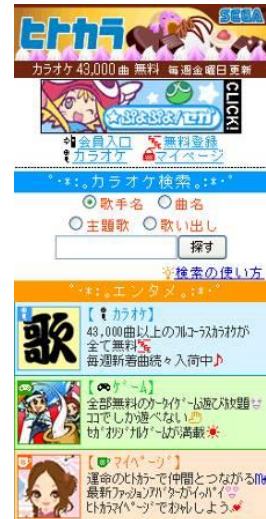 SEGA
ヒトカラ
カラオケ 43,000曲 無料 毎週金曜日更新
★ぷよぷよ!セガ
CLICK!
会員入口 無料登録
カラオケ マイページ
・*:。カラオケ検索。:*・
歌手名 曲名
主題歌 歌い出し
探す
検索の使い方
・*:。エンタメ。:*・
歌
【カラオケ】
43,000曲以上のフルコーラスカラオケが
全て無料
毎週新着曲続々入荷中♪
【ゲーム】
全部無料のケータイゲーム遊び放題
ココでしか遊べない
セガオリジナルゲームが満載
【マイページ】
運命のヒトカラーで仲間とつながる
最新ファッションアバターがイッパイ
ヒトカラマイページでおしゃれしよう